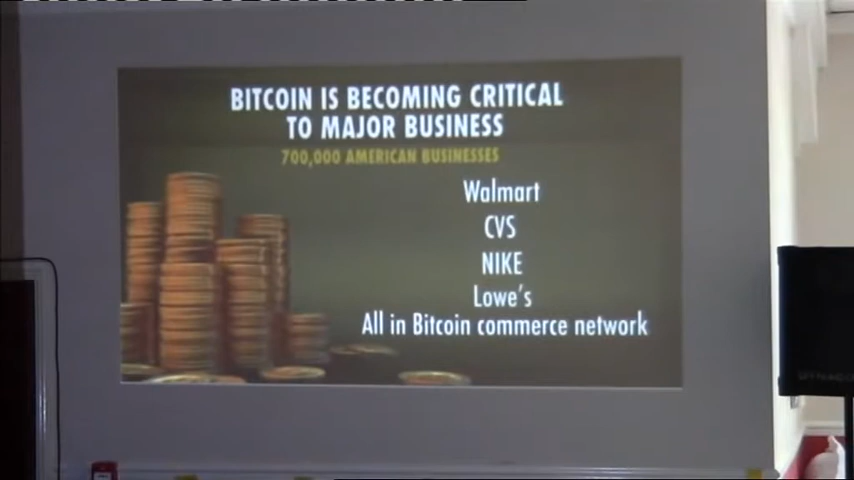 BITCOIN IS BECOMING CRITICAL
TO MAJOR BUSINESS
700,000 AMERICAN BUSINESSES
Walmart
CVS
NIKE
Lowe's
All in Bitcoin commerce network